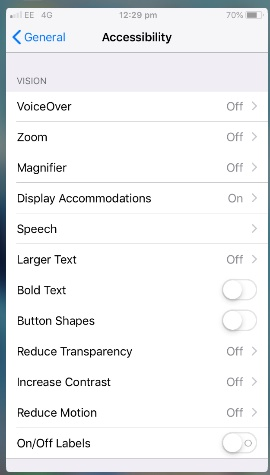 EE 4G 12:29 pm 70%
General Accessibility
VISION
VoiceOver Off
Zoom Off
Magnifier Off
Display Accommodations On
Speech
Larger Text Off
Bold Text
Button Shapes
Reduce Transparency Off
Increase Contrast Off
Reduce Motion Off
On/Off Labels